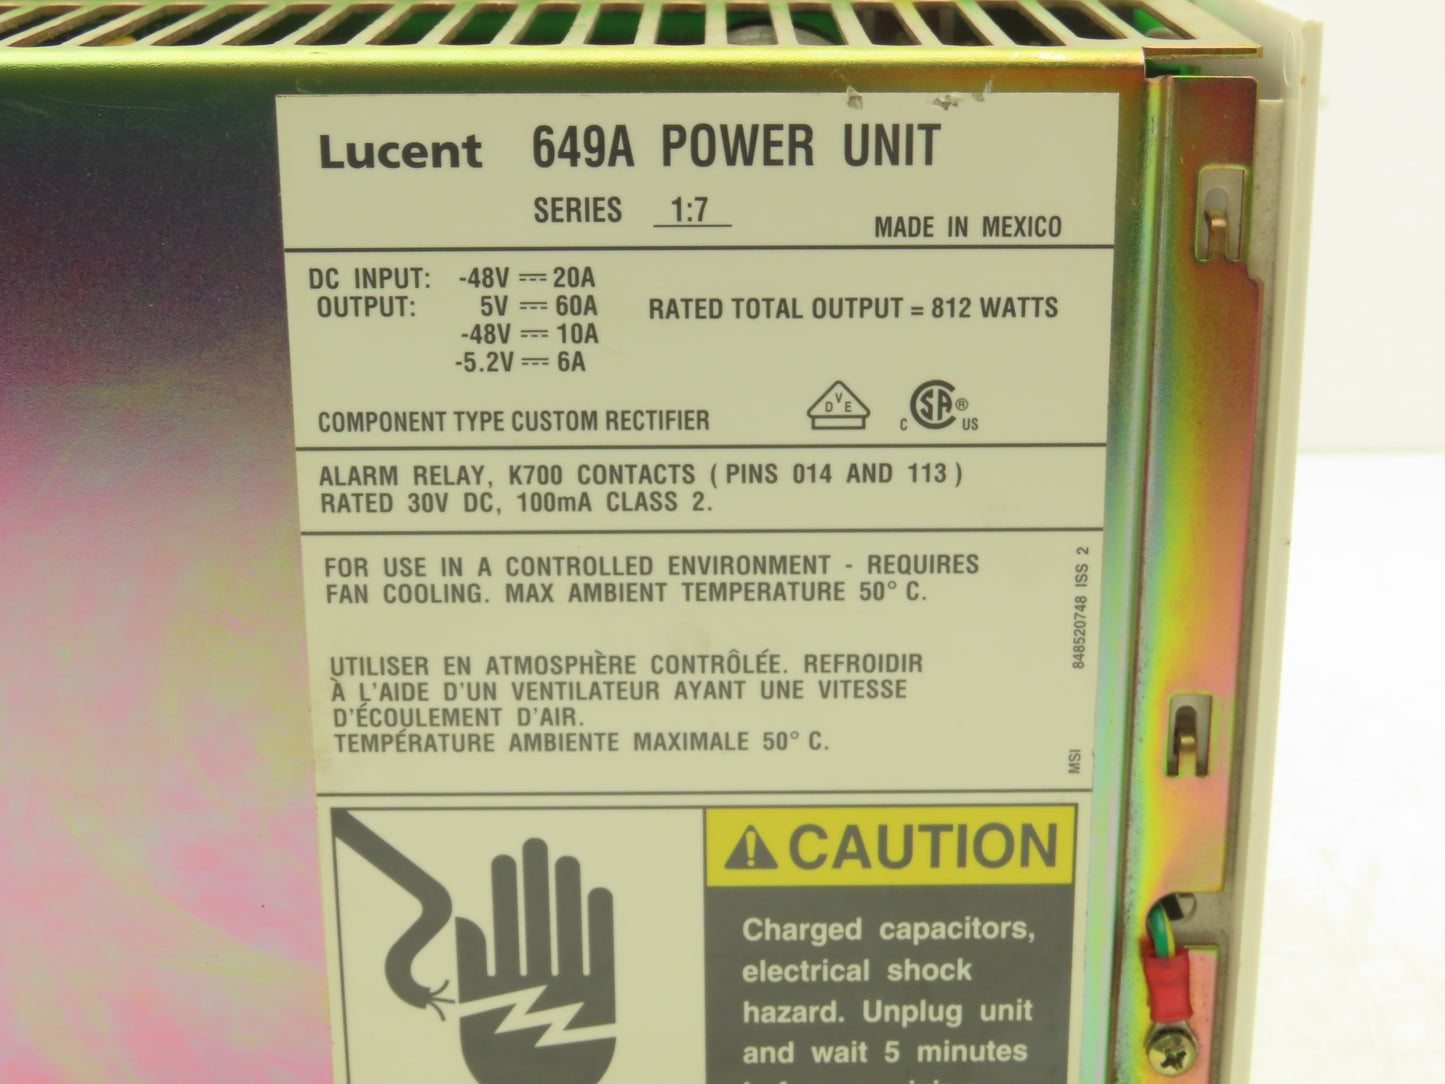 Lucent 649A POWER UNIT
SERIES 1:7
MADE IN MEXICO
DC INPUT: -48V ⎓ 20A
OUTPUT: 5V ⎓ 60A
-48V ⎓ 10A
-5.2V ⎓ 6A
RATED TOTAL OUTPUT = 812 WATTS
COMPONENT TYPE CUSTOM RECTIFIER
DVE
C SA ® US
ALARM RELAY, K700 CONTACTS (PINS 014 AND 113)
RATED 30V DC, 100mA CLASS 2.
FOR USE IN A CONTROLLED ENVIRONMENT - REQUIRES
FAN COOLING. MAX AMBIENT TEMPERATURE 50° C.
UTILISER EN ATMOSPHÈRE CONTRÔLÉE. REFROIDIR
À L'AIDE D'UN VENTILATEUR AYANT UNE VITESSE
D'ÉCOULEMENT D'AIR.
TEMPÉRATURE AMBIENTE MAXIMALE 50° C.
848520748 ISS 2
MSI
CAUTION
Charged capacitors,
electrical shock
hazard. Unplug unit
and wait 5 minutes